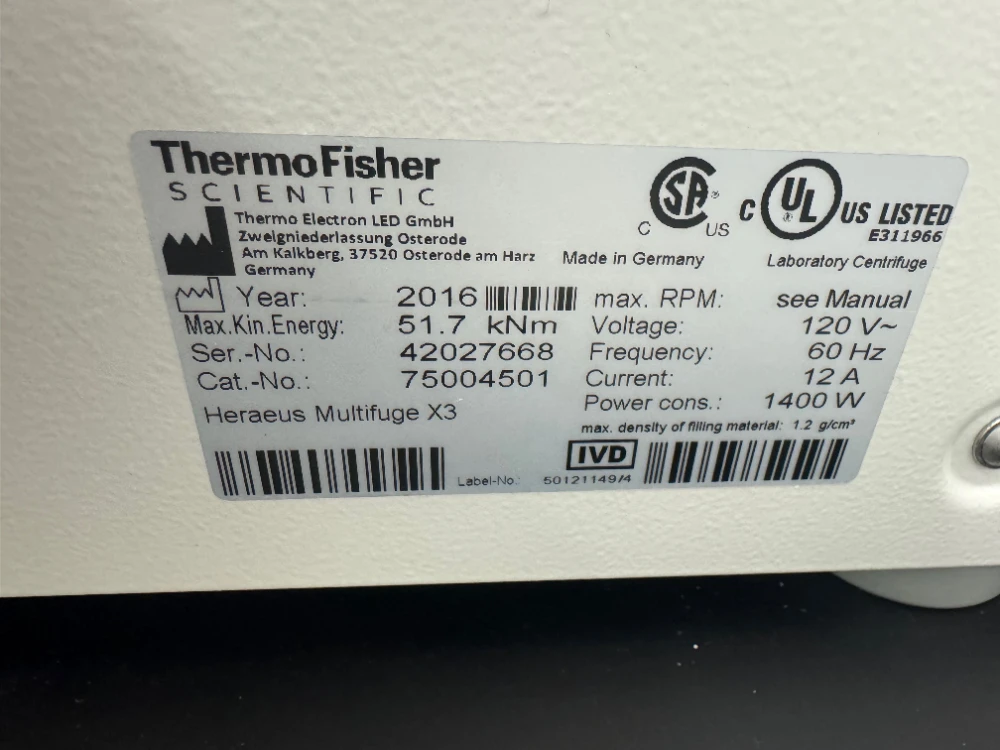 ThermoFisher
SCIENTIFIC
Thermo Electron LED GmbH
Zweigniederlassung Osterode
Am Kalkberg, 37520 Osterode am Harz
Germany
Made in Germany
C SA ® US
C UL ® US LISTED
E311966
Laboratory Centrifuge
Year: 2016
Max.Kin.Energy: 51.7 kNm
Ser.-No.: 42027668
Cat.-No.: 75004501
Heraeus Multifuge X3
max. RPM: see Manual
Voltage: 120 V~
Frequency: 60 Hz
Current: 12 A
Power cons.: 1400 W
max. density of filling material: 1.2 g/cm³
IVD
Label-No.: 50121149/4